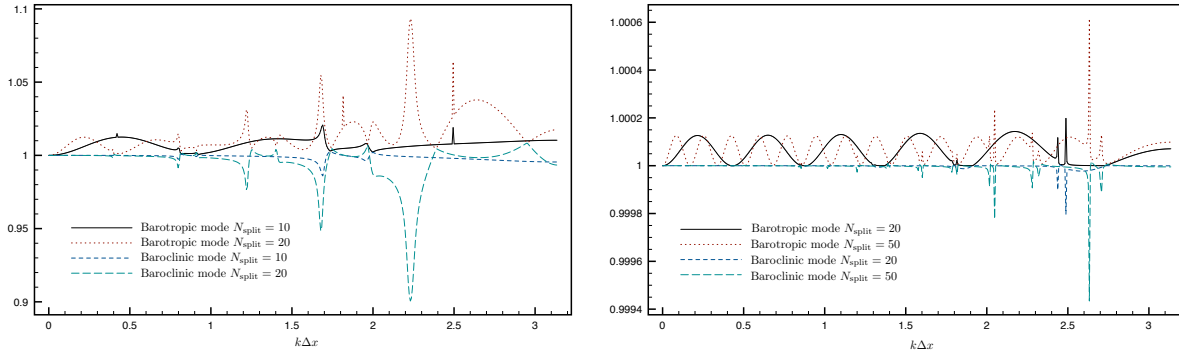 1.1
1.05
1
0.95
0.9
Barotropic mode N_split = 10
Barotropic mode N_split = 20
Baroclinic mode N_split = 10
Baroclinic mode N_split = 20
0 0.5 1 1.5 2 2.5 3
kΔx
1.0006
1.0004
1.0002
1
0.9998
0.9996
0.9994
Barotropic mode N_split = 20
Barotropic mode N_split = 50
Baroclinic mode N_split = 20
Baroclinic mode N_split = 50
0 0.5 1 1.5 2 2.5 3
kΔx